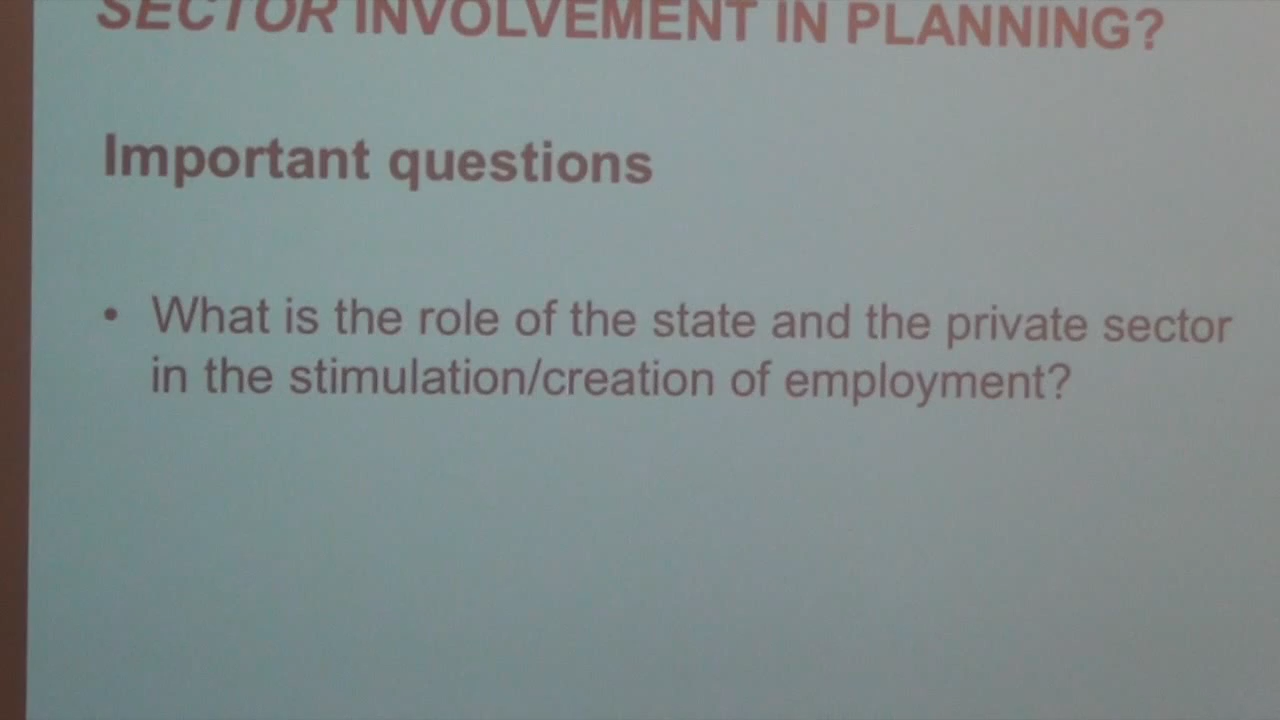 SECTOR INVOLVEMENT IN PLANNING?
Important questions
• What is the role of the state and the private sector
in the stimulation/creation of employment?